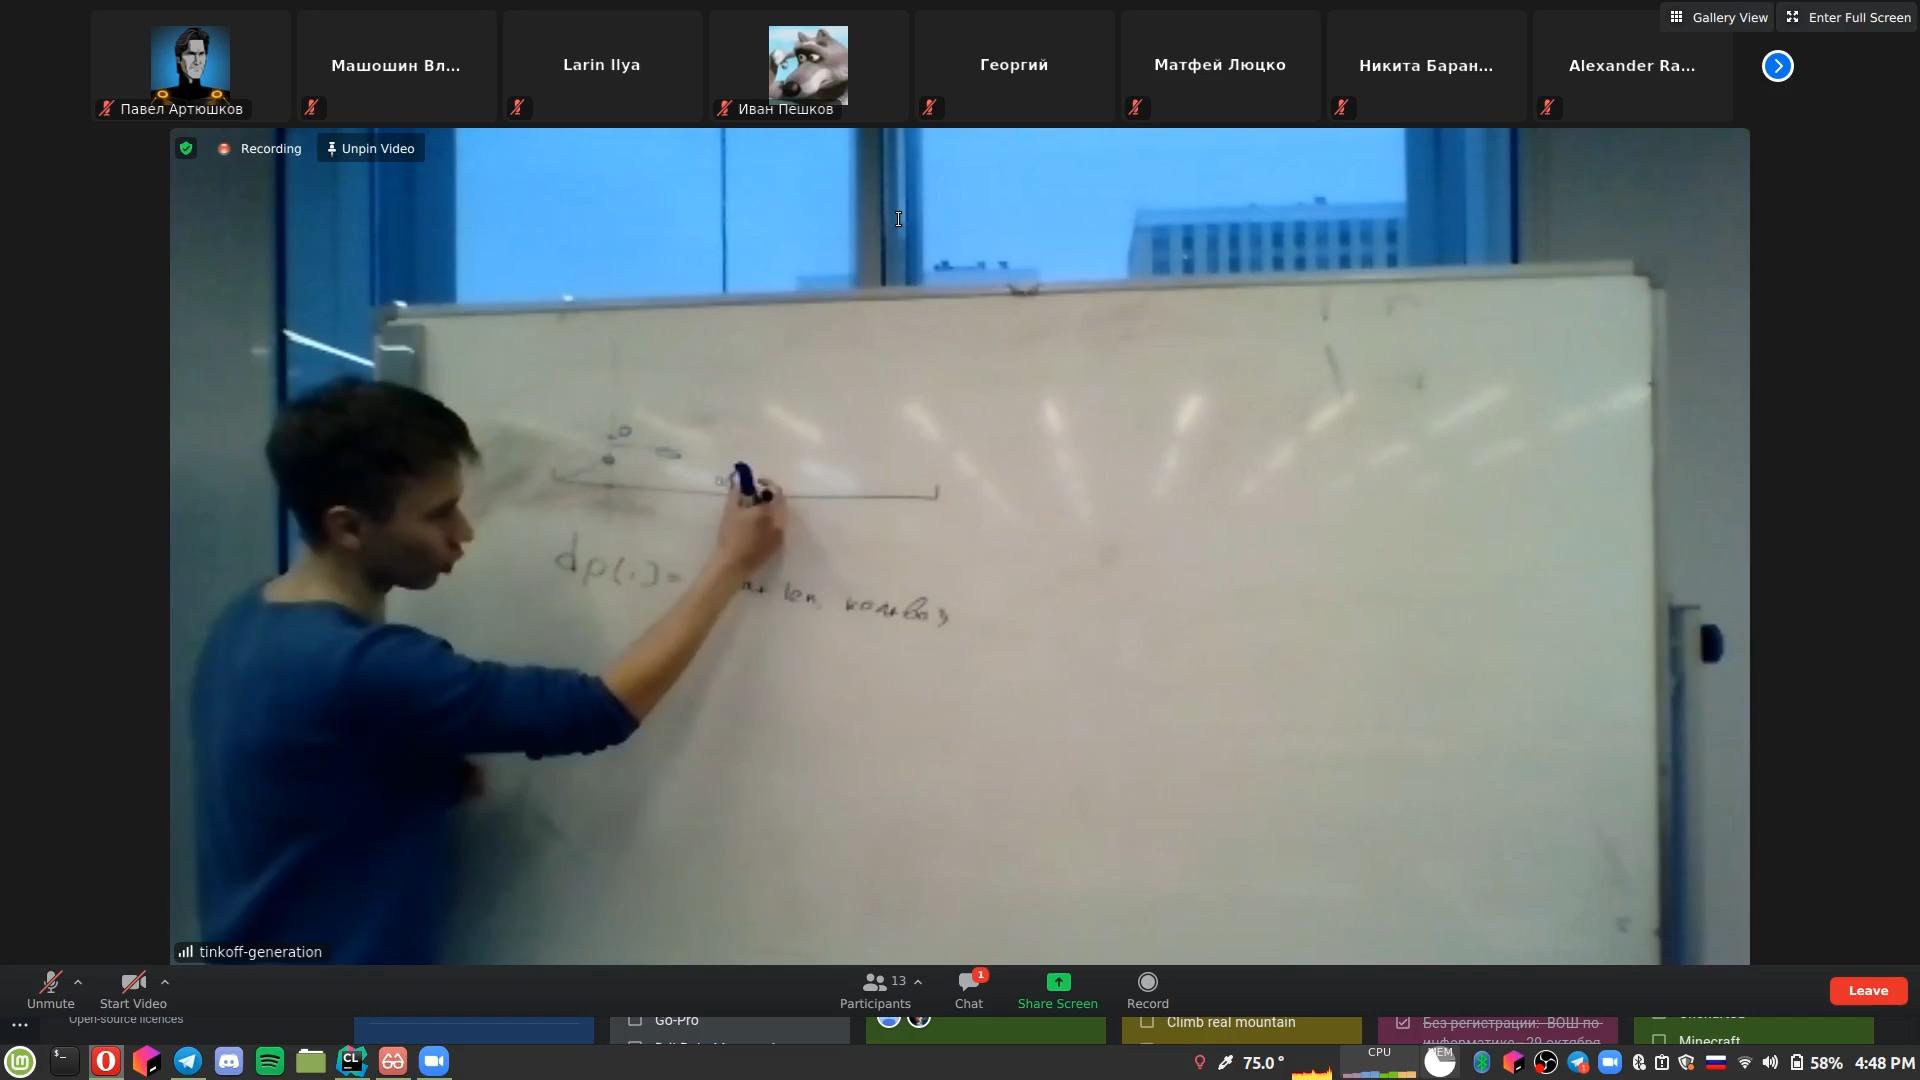 Gallery View
Enter Full Screen
Машошин Вл...
Larin Ilya
Георгий
Матфей Люцко
Никита Баран...
Alexander Ra...
Павел Артюшков
Иван Пешков
Recording
Unpin Video
dp(i)=
len, кол-во}
tinkoff-generation
Unmute
Start Video
13
Participants
1
Chat
Share Screen
Record
Leave
Open-source licences
Go-Pro
Climb real mountain
Без регистрации: ВОШ по
информатике
Minecraft
CL
75.0°
CPU
MEM
58%
4:48 PM